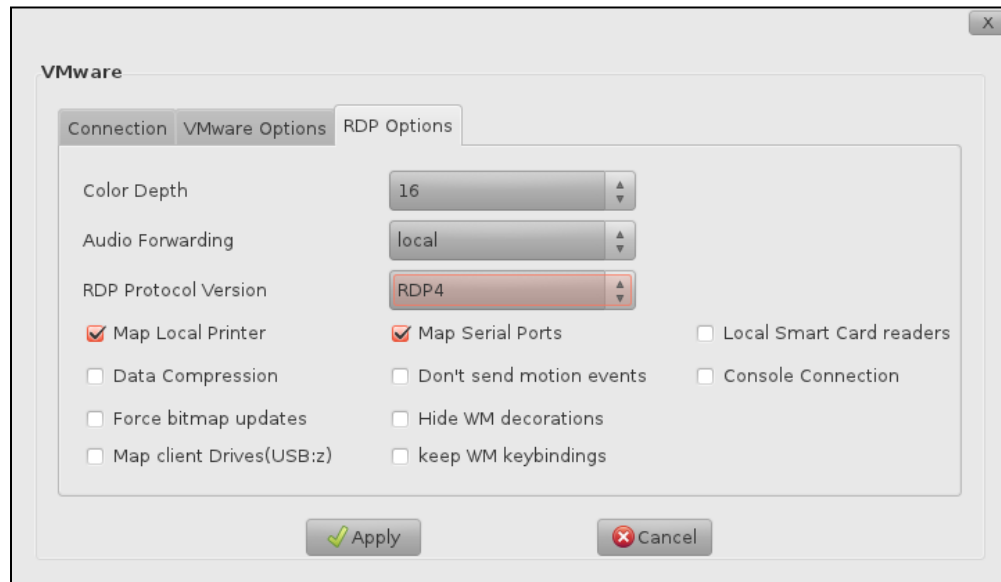 X
VMware
Connection VMware Options RDP Options
Color Depth 16
Audio Forwarding local
RDP Protocol Version RDP4
Map Local Printer Map Serial Ports Local Smart Card readers
Data Compression Don't send motion events Console Connection
Force bitmap updates Hide WM decorations
Map client Drives(USB:z) keep WM keybindings
Apply Cancel